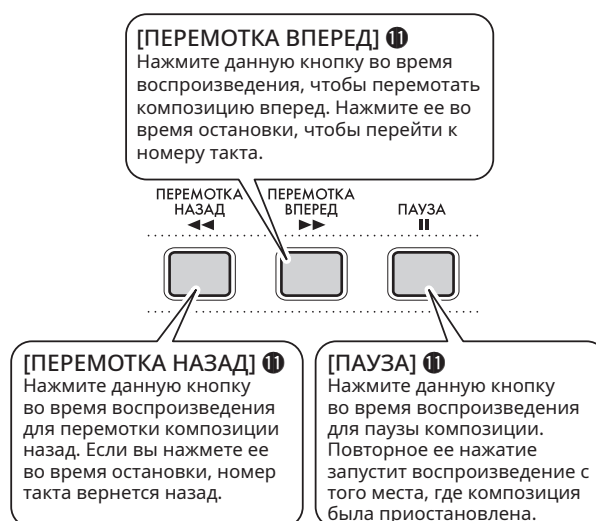 [ПЕРЕМОТКА ВПЕРЕД] ⓫
Нажмите данную кнопку во время
воспроизведения, чтобы перемотать
композицию вперед. Нажмите ее во
время остановки, чтобы перейти к
номеру такта.
ПЕРЕМОТКА НАЗАД
ПЕРЕМОТКА ВПЕРЕД
ПАУЗА
[ПЕРЕМОТКА НАЗАД] ⓫
Нажмите данную кнопку
во время воспроизведения
для перемотки композиции
назад. Если вы нажмете ее
во время остановки, номер
такта вернется назад.
[ПАУЗА] ⓫
Нажмите данную кнопку
во время воспроизведения
для паузы композиции.
Повторное ее нажатие
запустит воспроизведение с
того места, где композиция
была приостановлена.